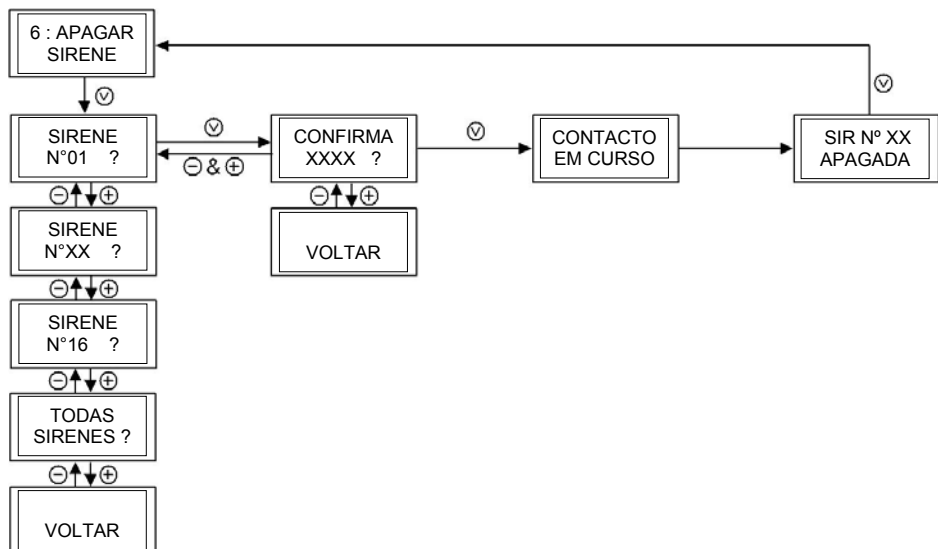 6 : APAGAR
SIRENE
SIRENE
N°01 ?
CONFIRMA
XXXX ?
CONTACTO
EM CURSO
SIR Nº XX
APAGADA
⊖ & ⊕
SIRENE
N°XX ?
VOLTAR
SIRENE
N°16 ?
TODAS
SIRENES ?
VOLTAR